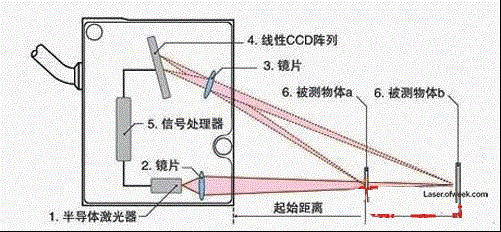 4. 线性CCD阵列
3. 镜片
6. 被测物体a
6. 被测物体b
5. 信号处理器
2. 镜片
1. 半导体激光器
起始距离
Laser.ofweek.com